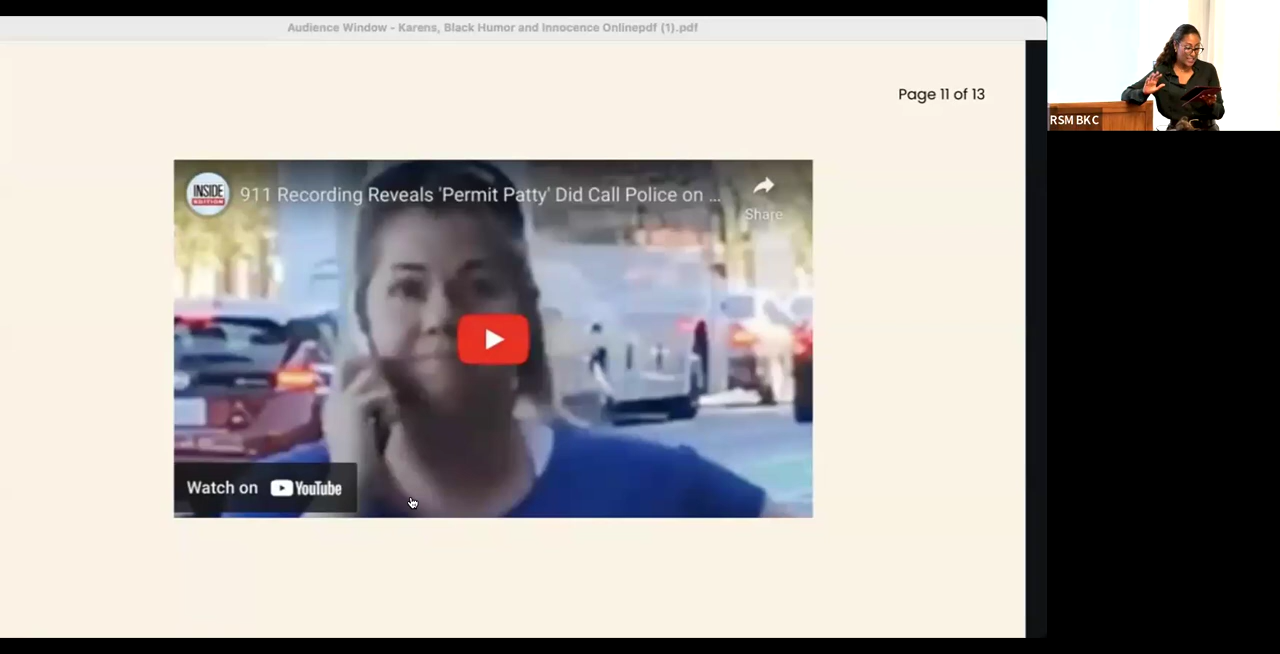 Audience Window - Karens, Black Humor and Innocence Onlinepdf (1).pdf
Page 11 of 13
INSIDE
EDITION
911 Recording Reveals 'Permit Patty' Did Call Police on ...
Share
Watch on YouTube
RSM BKC